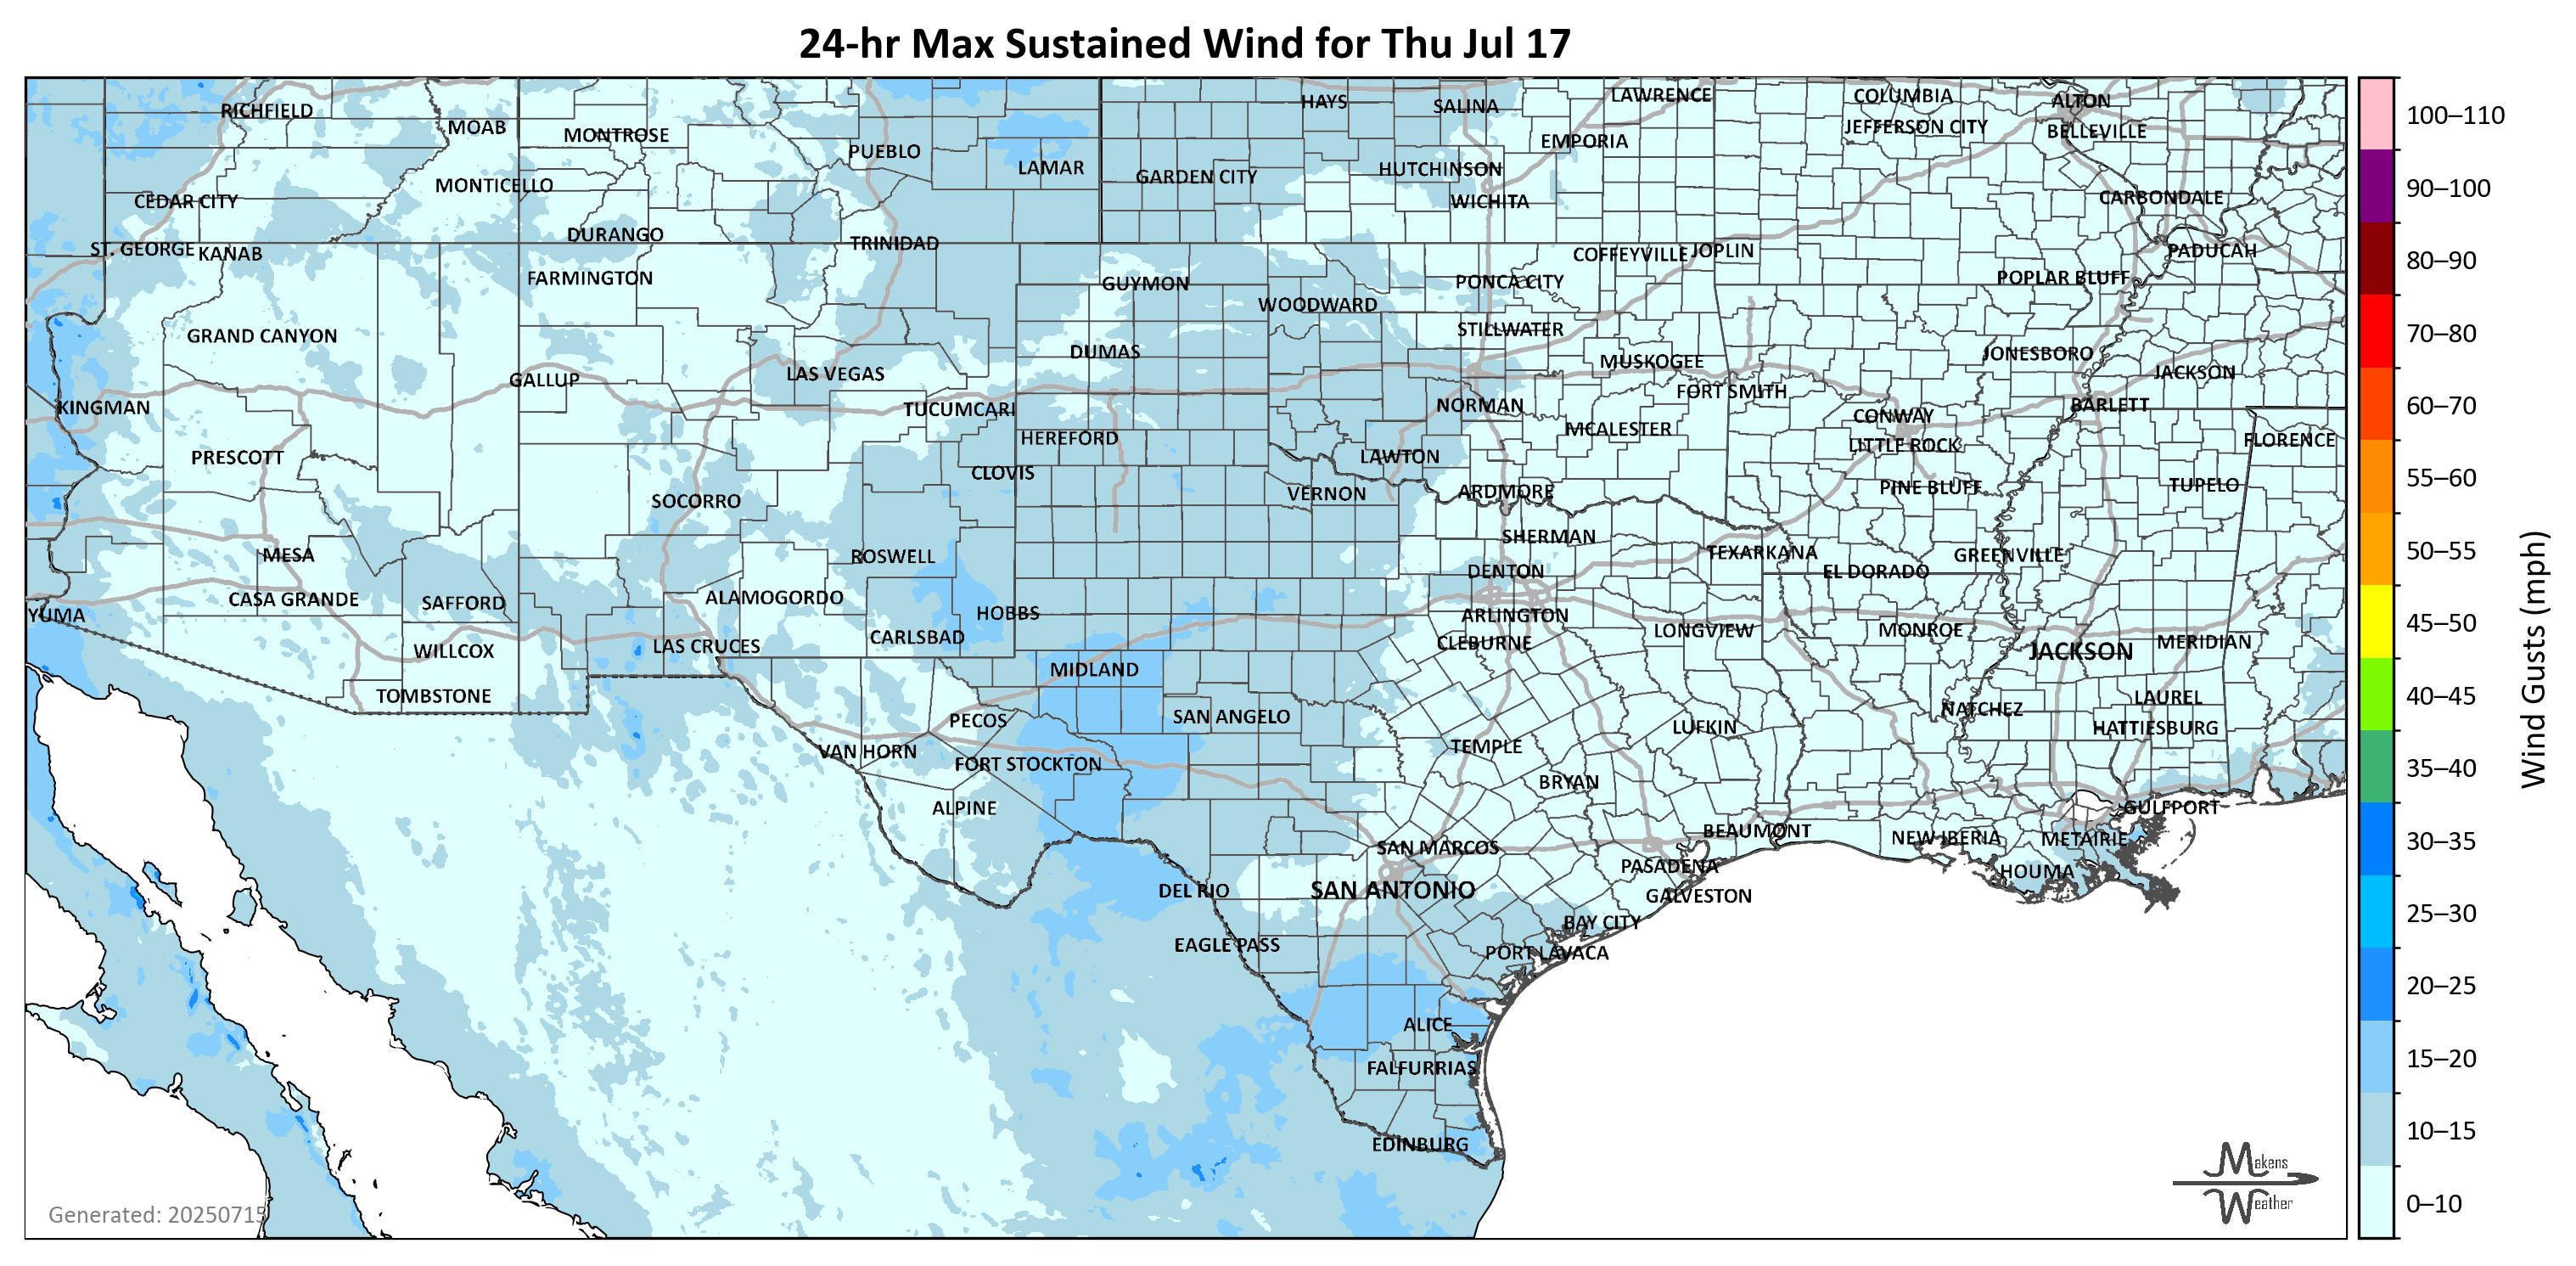 24-hr Max Sustained Wind for Thu Jul 17
RICHFIELD
MOAB
MONTROSE
PUEBLO
LAMAR
HAYS
SALINA
LAWRENCE
COLUMBIA
ALTON
JEFFERSON CITY
BELLEVILLE
EMPORIA
HUTCHINSON
GARDEN CITY
MONTICELLO
CEDAR CITY
WICHITA
CARBONDALE
ST. GEORGE
KANAB
DURANGO
TRINIDAD
COFFEYVILLE
JOPLIN
PADUCAH
FARMINGTON
GUYMON
PONCA CITY
POPLAR BLUFF
WOODWARD
GRAND CANYON
STILLWATER
DUMAS
MUSKOGEE
JONESBORO
LAS VEGAS
GALLUP
JACKSON
FORT SMITH
KINGMAN
TUCUMCARI
NORMAN
CONWAY
BARLETT
HEREFORD
MCALESTER
LITTLE ROCK
FLORENCE
PRESCOTT
CLOVIS
LAWTON
SOCORRO
VERNON
ARDMORE
PINE BLUFF
TUPELO
SHERMAN
MESA
ROSWELL
TEXARKANA
GREENVILLE
DENTON
EL DORADO
CASA GRANDE
SAFFORD
ALAMOGORDO
HOBBS
YUMA
ARLINGTON
CARLSBAD
CLEBURNE
LONGVIEW
MONROE
MERIDIAN
WILLCOX
LAS CRUCES
JACKSON
MIDLAND
TOMBSTONE
LAUREL
PECOS
SAN ANGELO
NATCHEZ
LUFKIN
HATTIESBURG
VAN HORN
TEMPLE
FORT STOCKTON
BRYAN
ALPINE
GULFPORT
BEAUMONT
NEW IBERIA
METAIRIE
SAN MARCOS
PASADENA
HOUMA
DEL RIO
SAN ANTONIO
GALVESTON
BAY CITY
EAGLE PASS
PORT LAVACA
ALICE
FALFURRIAS
EDINBURG
Generated: 20250715
Makens
Weather
100–110
90–100
80–90
70–80
60–70
55–60
50–55
45–50
40–45
35–40
30–35
25–30
20–25
15–20
10–15
0–10
Wind Gusts (mph)